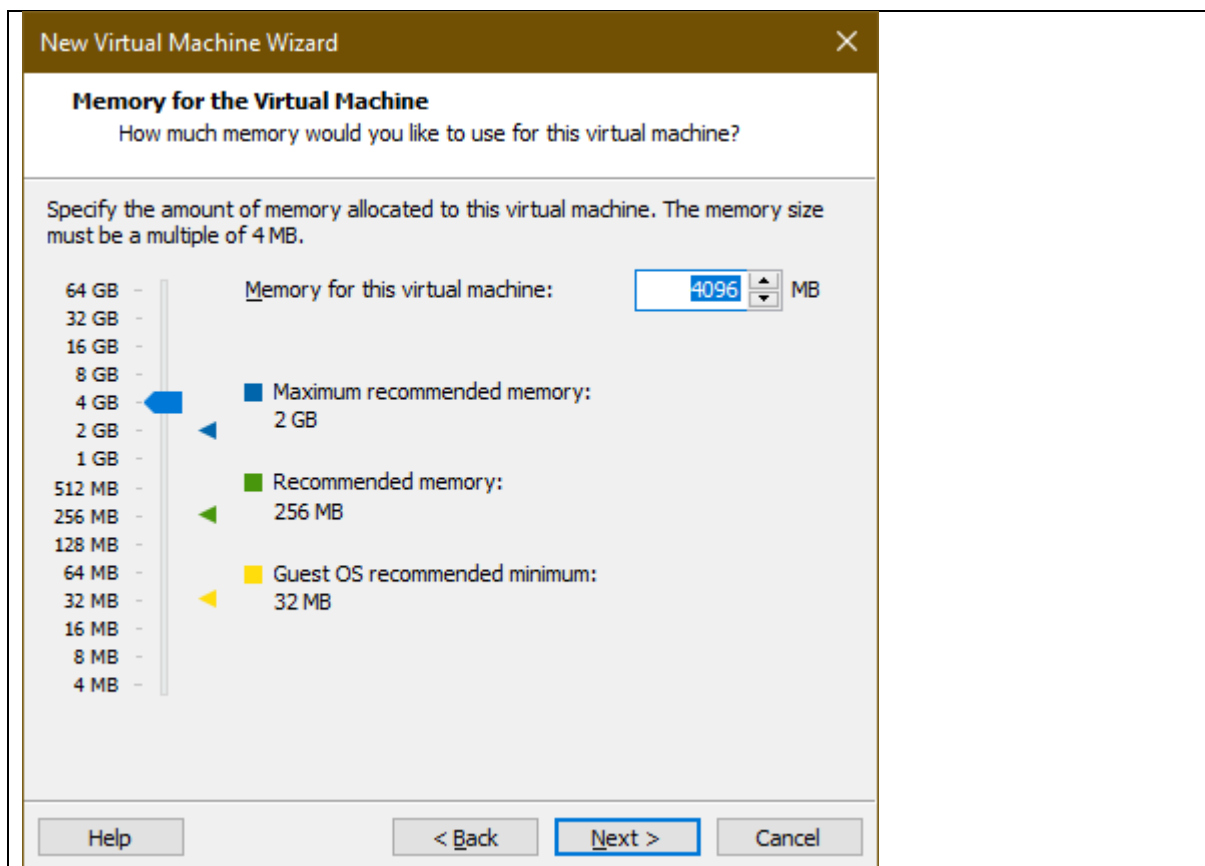 New Virtual Machine Wizard
Memory for the Virtual Machine
How much memory would you like to use for this virtual machine?
Specify the amount of memory allocated to this virtual machine. The memory size
must be a multiple of 4 MB.
Memory for this virtual machine: 4096 MB
64 GB
32 GB
16 GB
8 GB
4 GB
2 GB
1 GB
512 MB
256 MB
128 MB
64 MB
32 MB
16 MB
8 MB
4 MB
Maximum recommended memory:
2 GB
Recommended memory:
256 MB
Guest OS recommended minimum:
32 MB
Help
< Back
Next >
Cancel